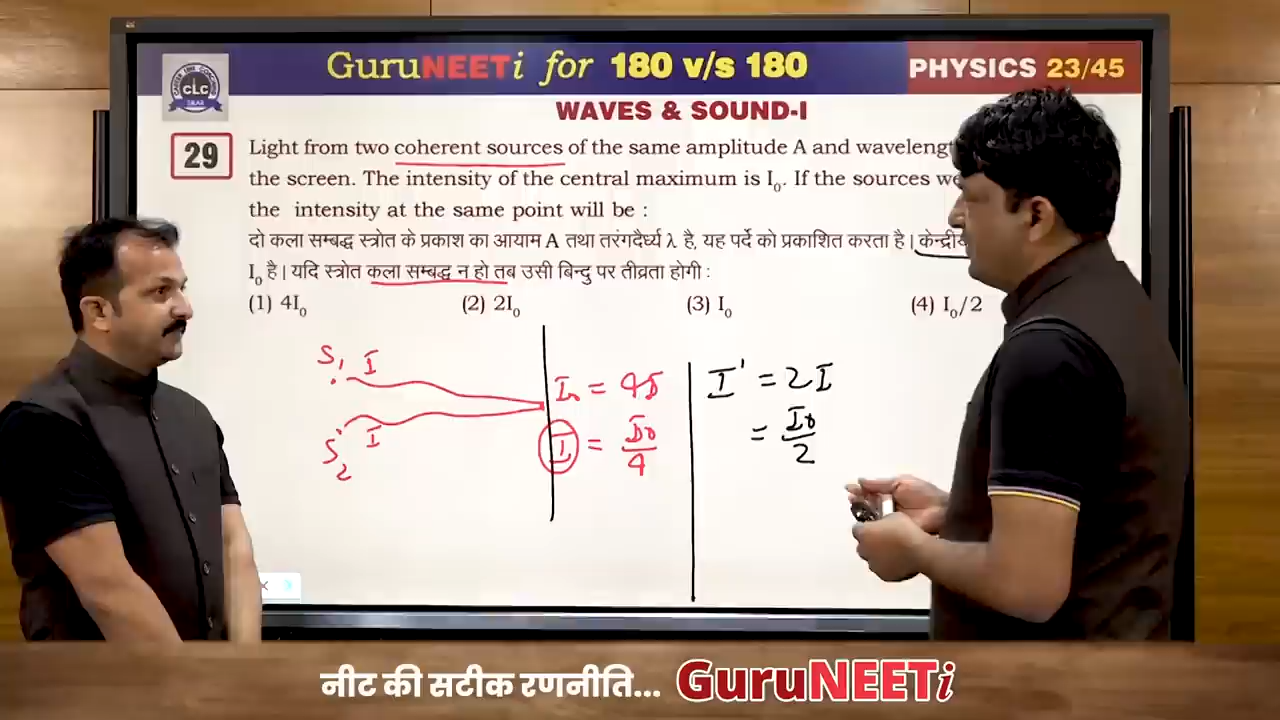 GuruNEETi for 180 v/s 180
PHYSICS 23/45
CLC
WAVES & SOUND-I
29
Light from two coherent sources of the same amplitude A and
the screen. The intensity of the central maximum is I₀. If the sources
the intensity at the same point will be :
दो कला सम्बद्ध स्त्रोत के प्रकाश का आयाम A तथा तरंगदैर्ध्य λ है, यह पर्दे को प्रकाशित करता है। केन्द्रीय
I₀ है। यदि स्त्रोत कला सम्बद्ध न हो तब उसी बिन्दु पर तीव्रता होगी :
(1) 4I₀ (2) 2I₀ (3) I₀ (4) I₀/2
S₁ I
S₂ I
I₀ = 4I
I = I₀/4
I' = 2I
= I₀/2
नीट की सटीक रणनीति... GuruNEETi